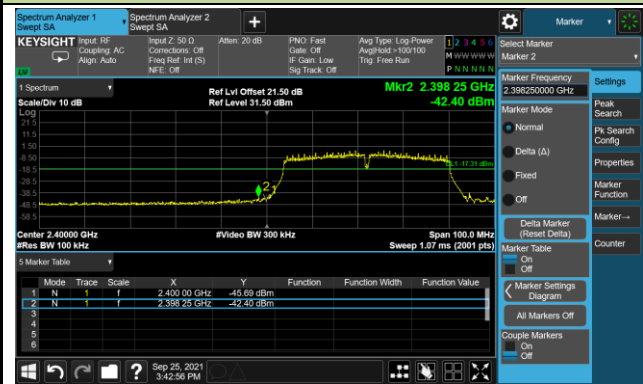 Spectrum Analyzer 1
Swept SA
Spectrum Analyzer 2
Swept SA
Marker
KEYSIGHT
Input: RF
Coupling: AC
Align: Auto
Input Z: 50 Ω
Corrections: Off
Freq Ref: Int (S)
NFE: Off
Atten: 20 dB
PNO: Fast
Gate: Off
IF Gain: Low
Sig Track: Off
Avg Type: Log-Power
Avg|Hold:>100/100
Trig: Free Run
1 2 3 4 5 6
M W W W W W
P N N N N N
Select Marker
Marker 2
LXI
1 Spectrum
Scale/Div 10 dB
Log
Ref Lvl Offset 21.50 dB
Ref Level 31.50 dBm
Mkr2 2.398 25 GHz
-42.40 dBm
21.5
11.5
1.50
-8.50
-18.5
-28.5
-38.5
-48.5
-58.5
-17.31 dBm
2
1
Center 2.40000 GHz
#Res BW 100 kHz
#Video BW 300 kHz
Span 100.0 MHz
Sweep 1.07 ms (2001 pts)
5 Marker Table
Mode Trace Scale X Y Function Function Width Function Value
1 N 1 f 2.400 00 GHz -45.69 dBm
2 N 1 f 2.398 25 GHz -42.40 dBm
3
4
5
6
Marker Frequency
2.398250000 GHz
Marker Mode
Normal
Delta (Δ)
Fixed
Off
Delta Marker
(Reset Delta)
Marker Table
On
Off
Marker Settings
Diagram
All Markers Off
Couple Markers
On
Off
Settings
Peak
Search
Pk Search
Config
Properties
Marker
Function
Marker→
Counter
?
Sep 25, 2021
3:42:56 PM